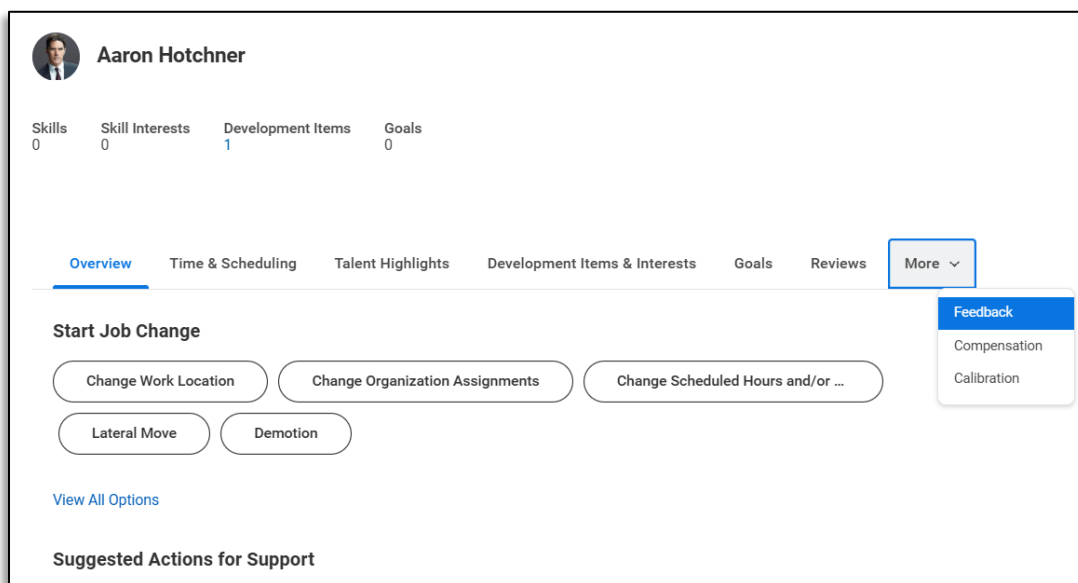 Aaron Hotchner
Skills Skill Interests Development Items Goals
0 0 1 0
Overview Time & Scheduling Talent Highlights Development Items & Interests Goals Reviews More
Feedback
Compensation
Calibration
Start Job Change
Change Work Location Change Organization Assignments Change Scheduled Hours and/or ...
Lateral Move Demotion
View All Options
Suggested Actions for Support